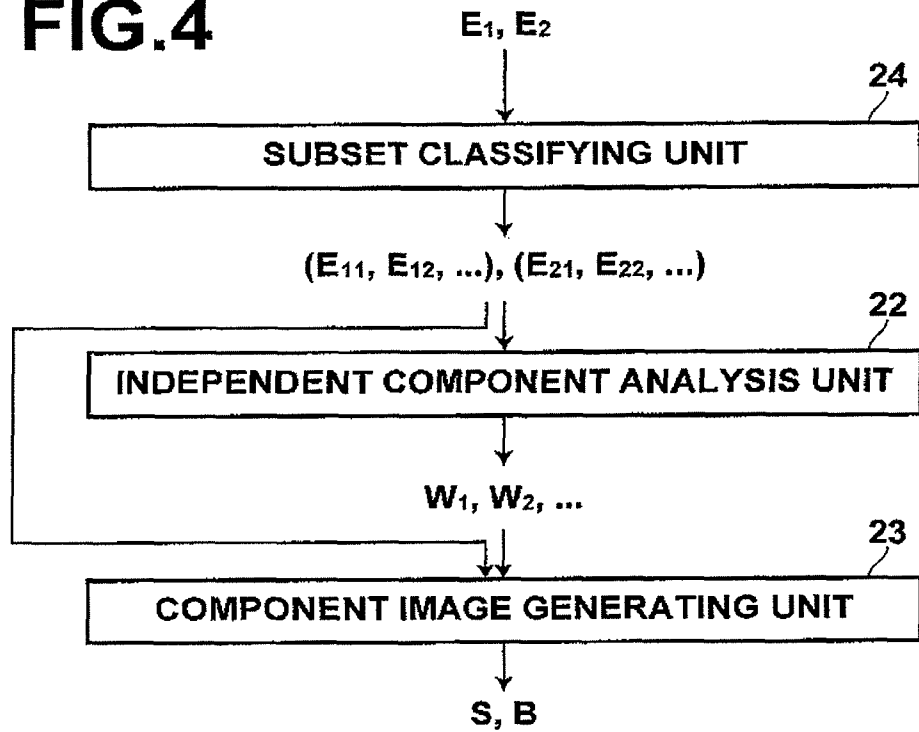 FIG.4
E₁, E₂
24
SUBSET CLASSIFYING UNIT
(E₁₁, E₁₂, ...), (E₂₁, E₂₂, ...)
22
INDEPENDENT COMPONENT ANALYSIS UNIT
W₁, W₂, ...
23
COMPONENT IMAGE GENERATING UNIT
S, B